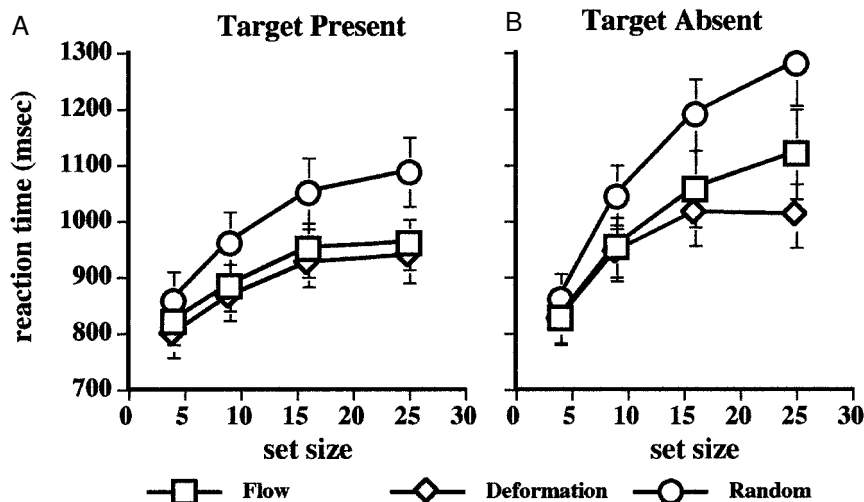 A
Target Present
B
Target Absent
reaction time (msec)
1300
1200
1100
1000
900
800
700
0 5 10 15 20 25 30
0 5 10 15 20 25 30
set size
set size
Flow
Deformation
Random